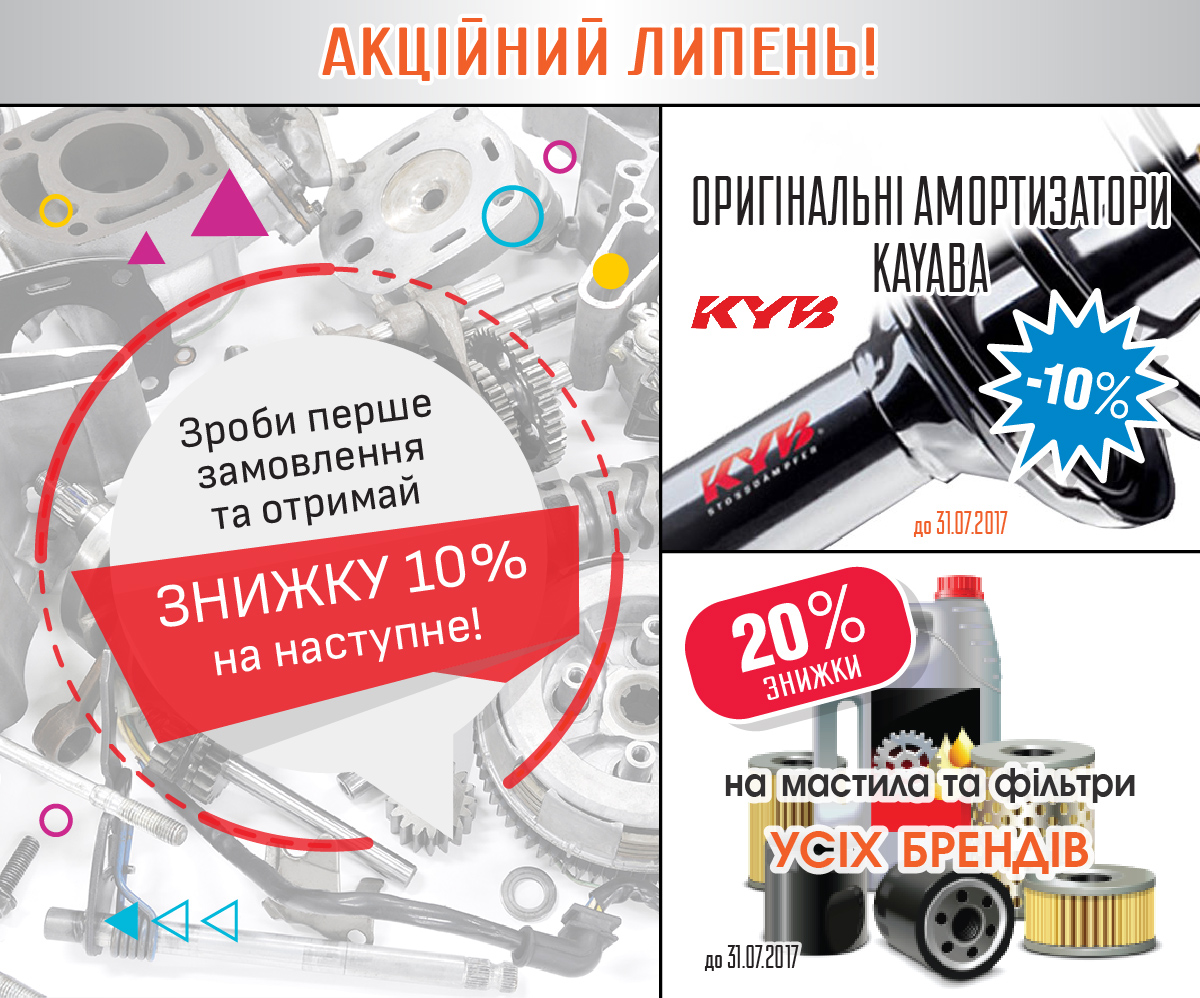 АКЦІЙНИЙ ЛИПЕНЬ!
Зроби перше
замовлення
та отримай
ЗНИЖКУ 10%
на наступне!
ОРИГІНАЛЬНІ АМОРТИЗАТОРИ
KAYABA
KYB
-10%
KYB
STOSSDÄMPFER
до 31.07.2017
20%
ЗНИЖКИ
на мастила та фільтри
УСІХ БРЕНДІВ
до 31.07.2017